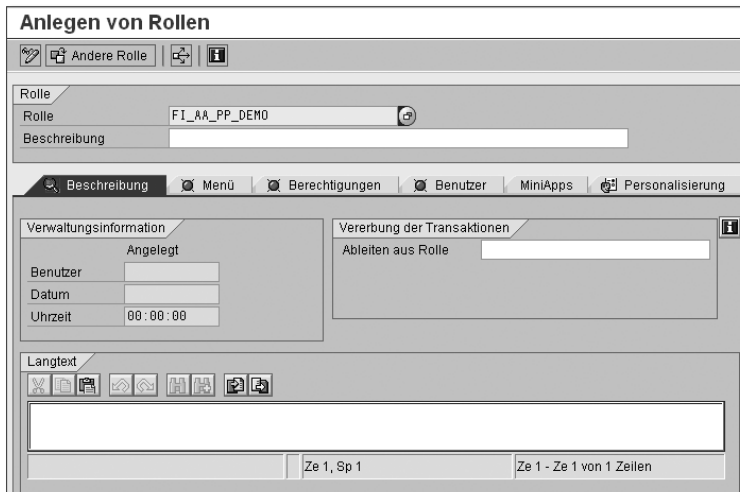 Anlegen von Rollen
Andere Rolle
Rolle
Rolle FI_AA_PP_DEMO
Beschreibung
Beschreibung Menü Berechtigungen Benutzer MiniApps Personalisierung
Verwaltungsinformation Vererbung der Transaktionen
Angelegt Ableiten aus Rolle
Benutzer
Datum
Uhrzeit 00:00:00
Langtext
Ze 1, Sp 1 Ze 1 - Ze 1 von 1 Zeilen